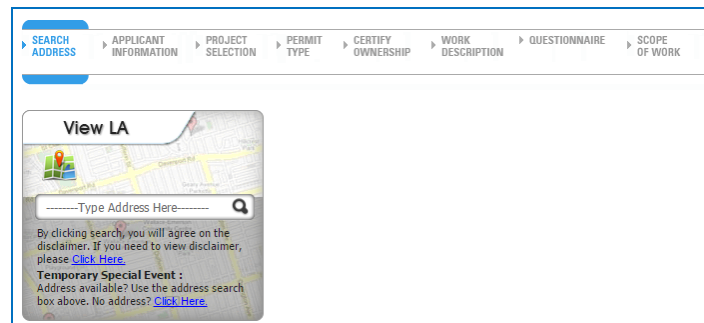 SEARCH ADDRESS
APPLICANT INFORMATION
PROJECT SELECTION
PERMIT TYPE
CERTIFY OWNERSHIP
WORK DESCRIPTION
QUESTIONNAIRE
SCOPE OF WORK
View LA
--------Type Address Here--------
By clicking search, you will agree on the
disclaimer. If you need to view disclaimer,
please Click Here.
Temporary Special Event :
Address available? Use the address search
box above. No address? Click Here.